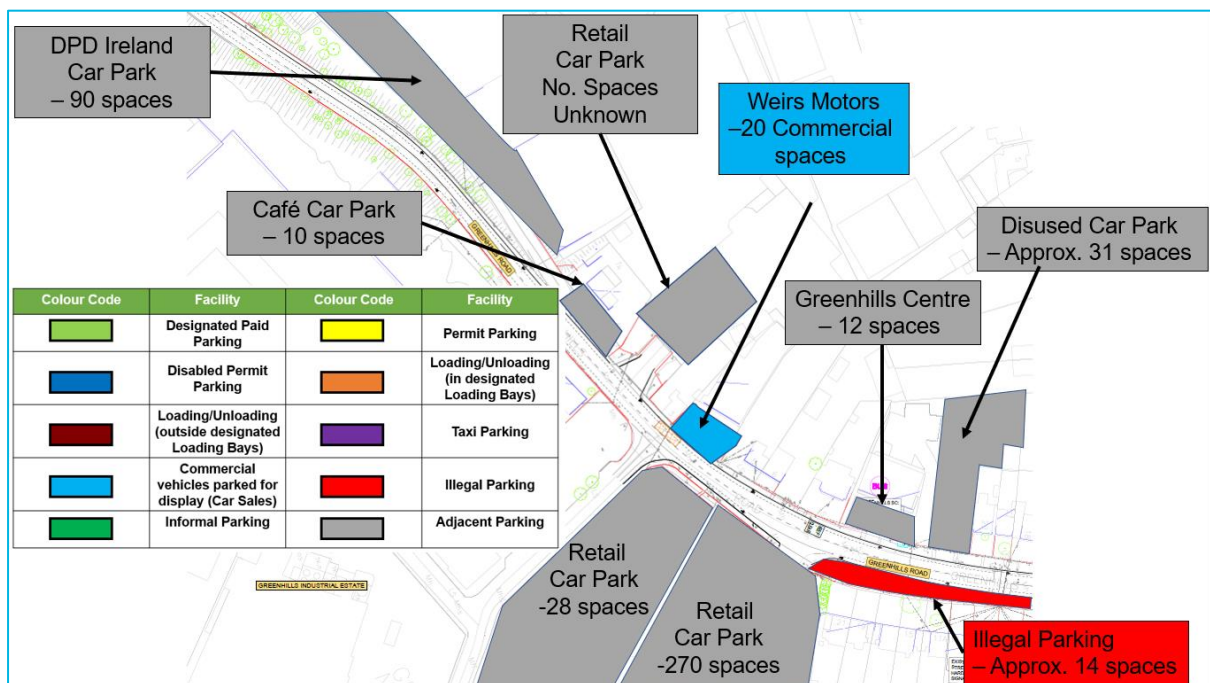 DPD Ireland
Car Park
– 90 spaces
Retail
Car Park
No. Spaces
Unknown
Weirs Motors
–20 Commercial
spaces
Café Car Park
– 10 spaces
Disused Car Park
– Approx. 31 spaces
Greenhills Centre
– 12 spaces
GREENHILLS ROAD
Colour Code Facility Colour Code Facility
Designated Paid
Parking
Permit Parking
Disabled Permit
Parking
Loading/Unloading
(in designated
Loading Bays)
Loading/Unloading
(outside designated
Loading Bays)
Taxi Parking
Commercial
vehicles parked for
display (Car Sales)
Illegal Parking
Informal Parking
Adjacent Parking
GREENHILLS ROAD
GREENHILLS INDUSTRIAL ESTATE
Retail
Car Park
-28 spaces
Retail
Car Park
-270 spaces
Illegal Parking
– Approx. 14 spaces